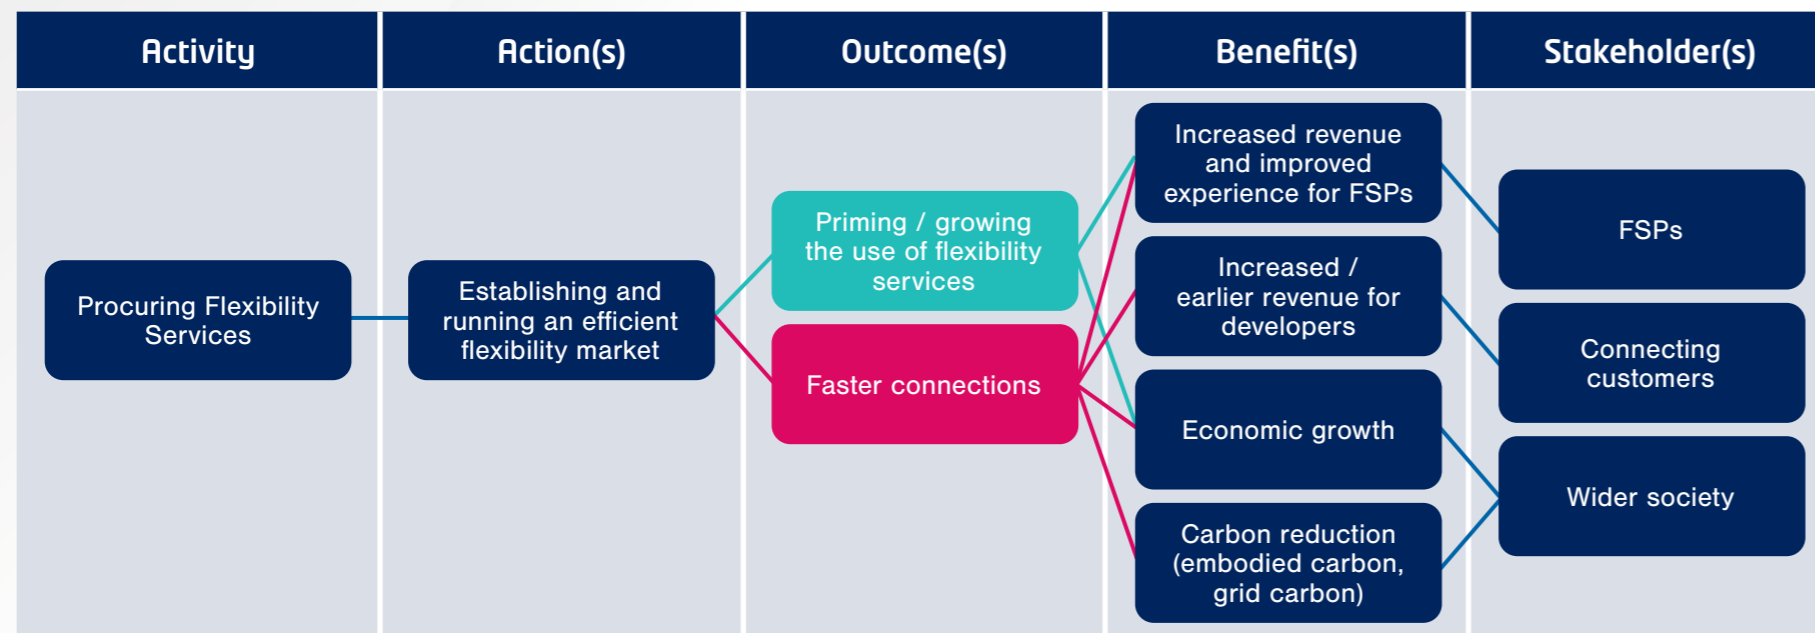 Activity
Action(s)
Outcome(s)
Benefit(s)
Stakeholder(s)
Procuring Flexibility
Services
Establishing and
running an efficient
flexibility market
Priming / growing
the use of flexibility
services
Faster connections
Increased revenue
and improved
experience for FSPs
Increased /
earlier revenue for
developers
Economic growth
Carbon reduction
(embodied carbon,
grid carbon)
FSPs
Connecting
customers
Wider society